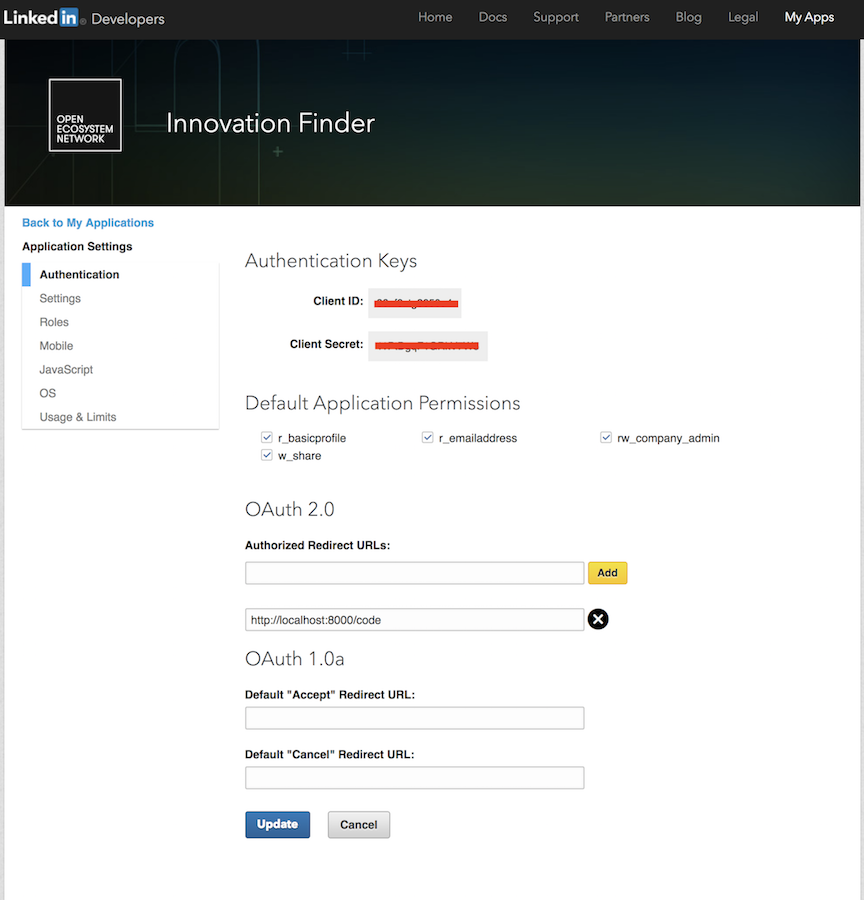 Linked in Developers Home Docs Support Partners Blog Legal My Apps
OPEN
ECOSYSTEM
NETWORK
Innovation Finder
Back to My Applications
Application Settings
Authentication
Settings
Roles
Mobile
JavaScript
OS
Usage & Limits
Authentication Keys
Client ID:
Client Secret:
Default Application Permissions
r_basicprofile r_emailaddress rw_company_admin
w_share
OAuth 2.0
Authorized Redirect URLs:
Add
http://localhost:8000/code
OAuth 1.0a
Default "Accept" Redirect URL:
Default "Cancel" Redirect URL:
Update Cancel